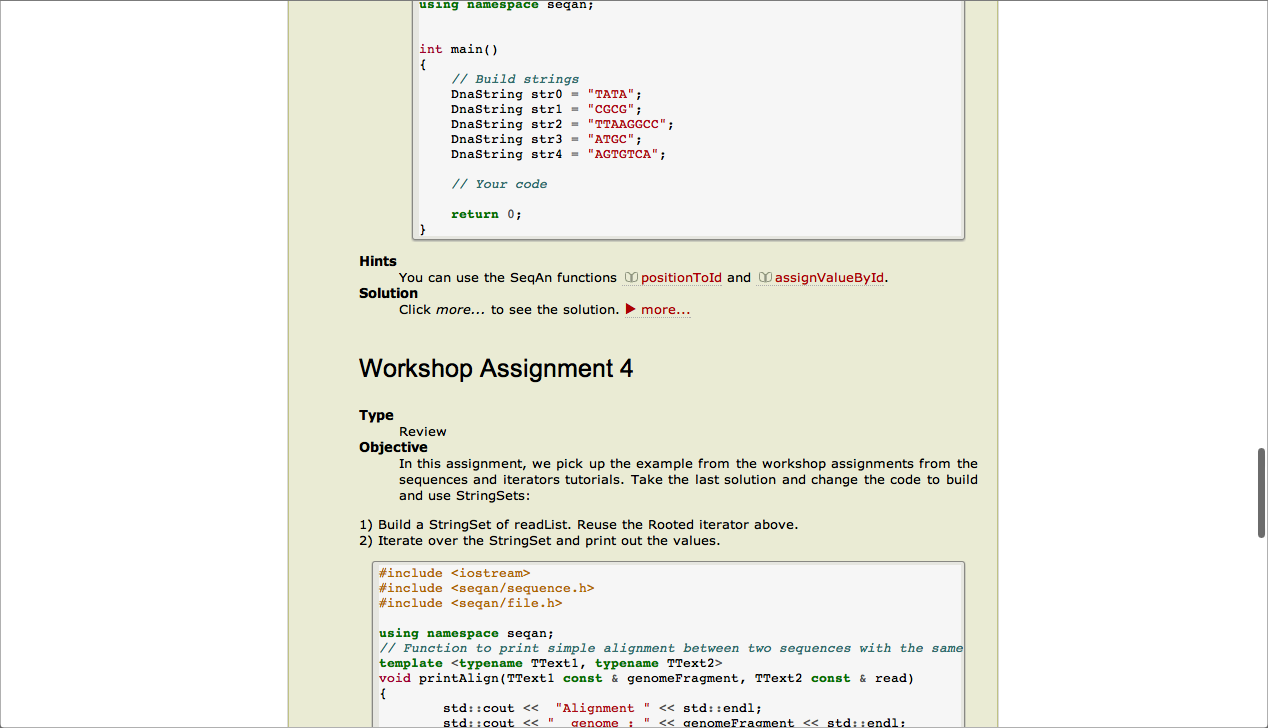 using namespace seqan;
int main()
{
// Build strings
DnaString str0 = "TATA";
DnaString str1 = "CGCG";
DnaString str2 = "TTAAGGCC";
DnaString str3 = "ATGC";
DnaString str4 = "AGTGTCA";
// Your code
return 0;
}
Hints
You can use the SeqAn functions positionToId and assignValueById.
Solution
Click more... to see the solution. more...
Workshop Assignment 4
Type
Review
Objective
In this assignment, we pick up the example from the workshop assignments from the
sequences and iterators tutorials. Take the last solution and change the code to build
and use StringSets:
1) Build a StringSet of readList. Reuse the Rooted iterator above.
2) Iterate over the StringSet and print out the values.
#include <iostream>
#include <seqan/sequence.h>
#include <seqan/file.h>
using namespace seqan;
// Function to print simple alignment between two sequences with the same
template <typename TText1, typename TText2>
void printAlign(TText1 const & genomeFragment, TText2 const & read)
{
std::cout << "Alignment " << std::endl;
std::cout << " genome : " << genomeFragment << std::endl;